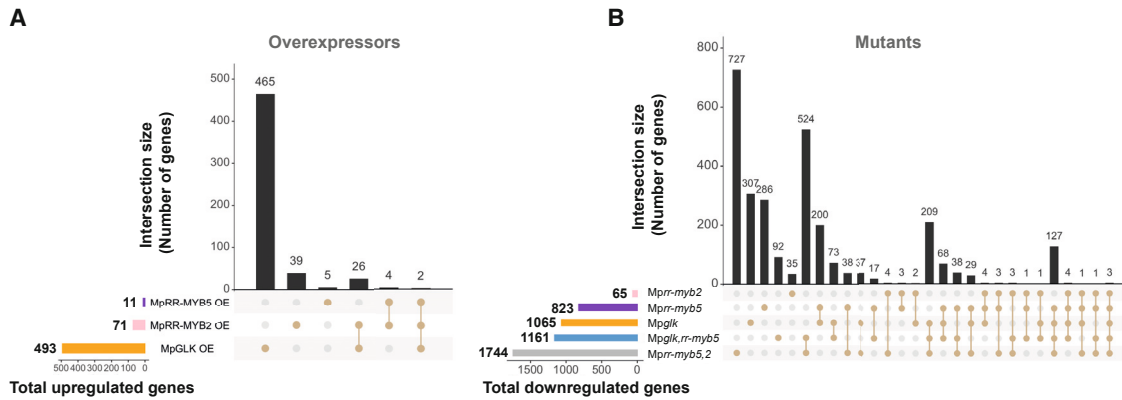 A
Overexpressors
Intersection size
(Number of genes)
500
400
300
200
100
0
465
39
5
26
4
2
11 MpRR-MYB5 OE
71 MpRR-MYB2 OE
493 MpGLK OE
500 400 300 200 100 0
Total upregulated genes
B
Mutants
Intersection size
(Number of genes)
800
600
400
200
0
727
307
286
92
35
524
200
73
38
37
17
4
3
2
209
68
38
29
4
3
3
1
1
127
4
1
1
3
65 Mprr-myb2
823 Mprr-myb5
1065 Mpglk
1161 Mpglk,rr-myb5
1744 Mprr-myb5,2
1500 1000 500 0
Total downregulated genes